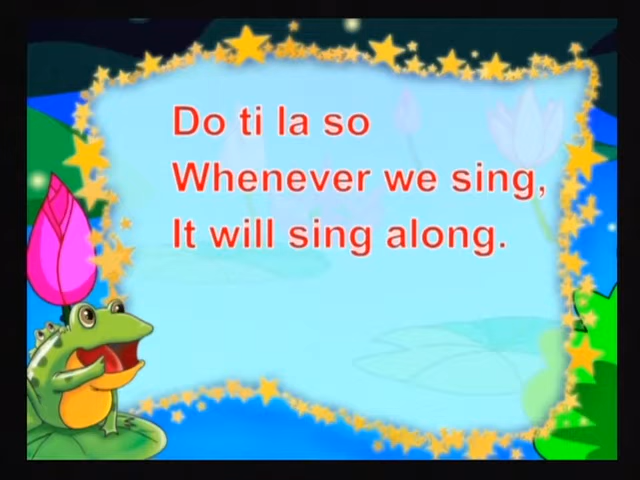 Do ti la so
Whenever we sing,
It will sing along.